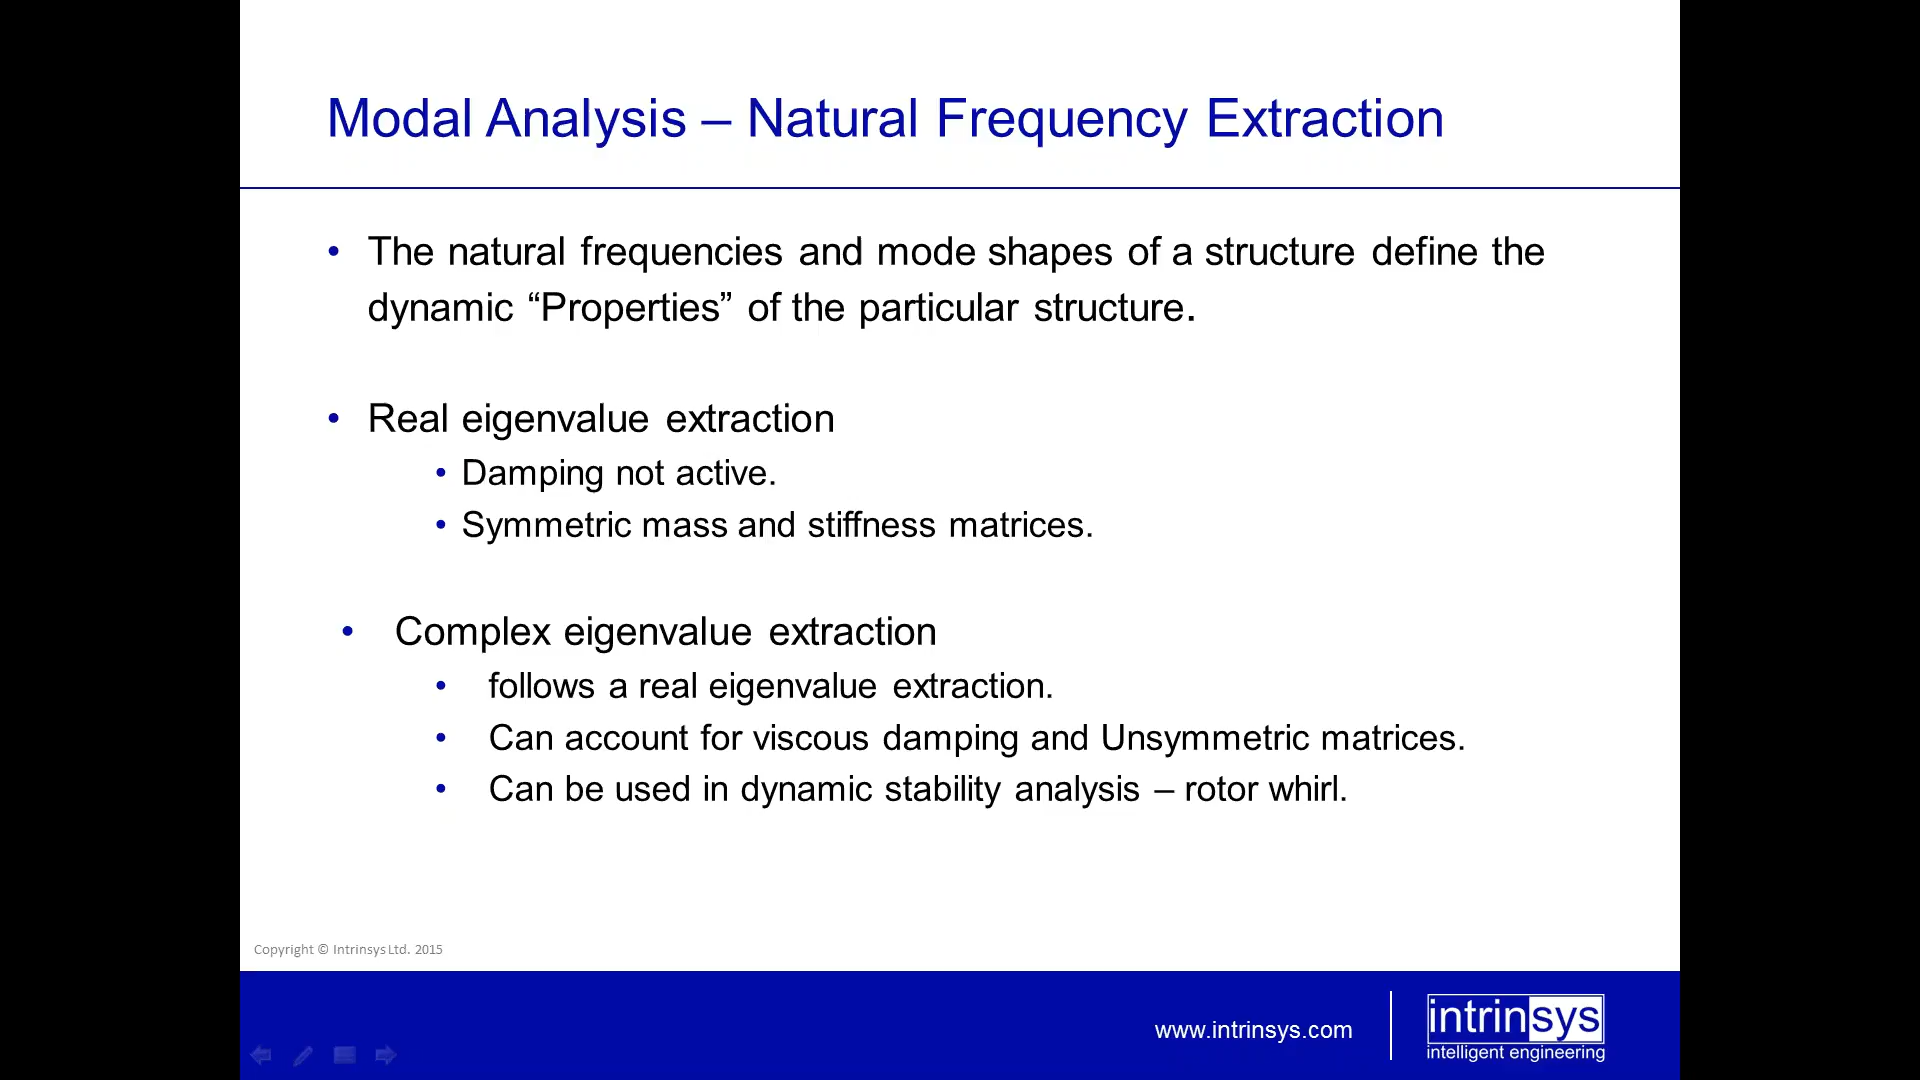 Modal Analysis – Natural Frequency Extraction
• The natural frequencies and mode shapes of a structure define the
dynamic “Properties” of the particular structure.
• Real eigenvalue extraction
• Damping not active.
• Symmetric mass and stiffness matrices.
• Complex eigenvalue extraction
• follows a real eigenvalue extraction.
• Can account for viscous damping and Unsymmetric matrices.
• Can be used in dynamic stability analysis – rotor whirl.
Copyright © Intrinsys Ltd. 2015
www.intrinsys.com
intrinsys
intelligent engineering